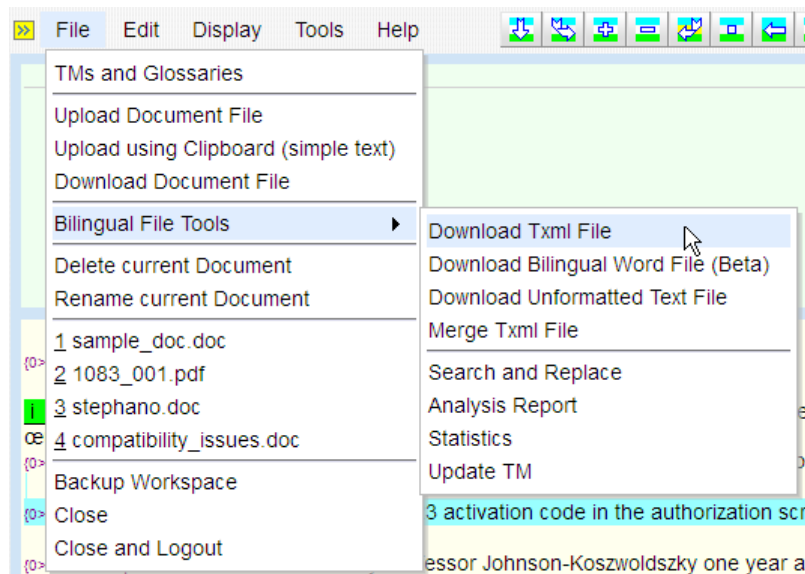 File Edit Display Tools Help
TMs and Glossaries
Upload Document File
Upload using Clipboard (simple text)
Download Document File
Bilingual File Tools
Delete current Document
Rename current Document
1 sample_doc.doc
2 1083_001.pdf
3 stephano.doc
4 compatibility_issues.doc
Backup Workspace
Close
Close and Logout
Download Txml File
Download Bilingual Word File (Beta)
Download Unformatted Text File
Merge Txml File
Search and Replace
Analysis Report
Statistics
Update TM
{0>
i
œ
{0>
{0> 3 activation code in the authorization scr
{0> essor Johnson-Koszwoldszky one year a